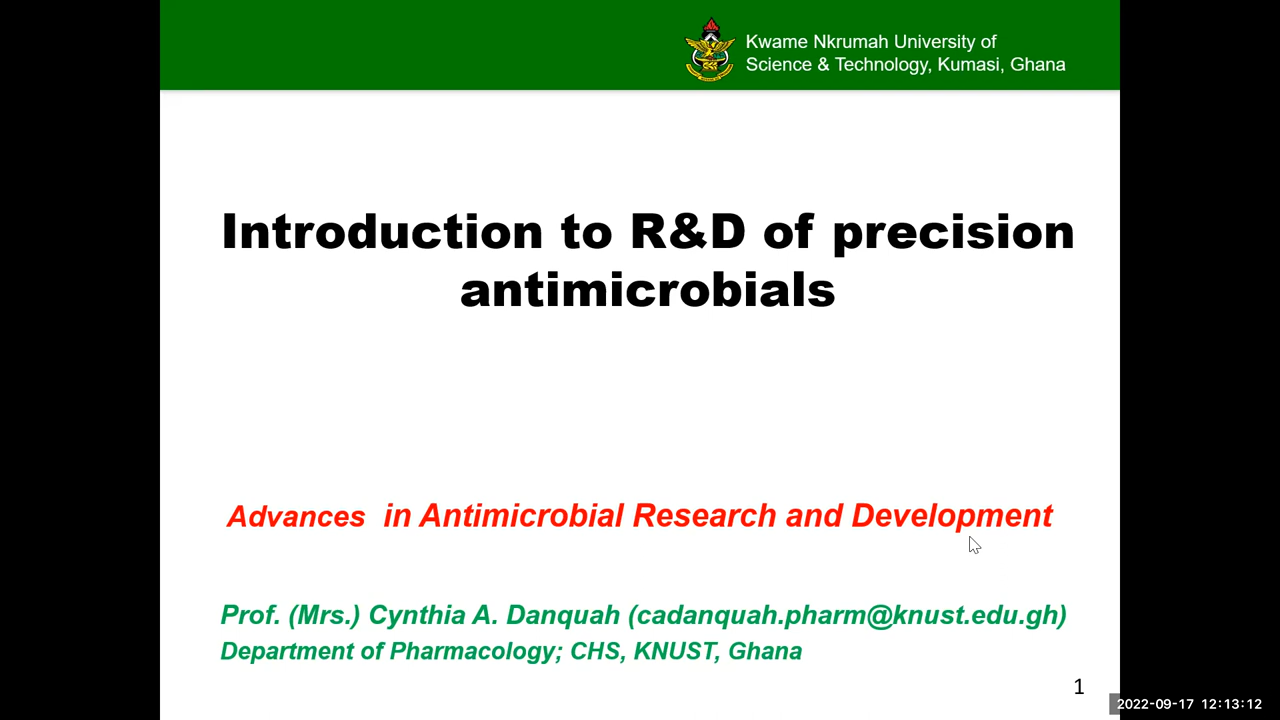 Kwame Nkrumah University of
Science & Technology, Kumasi, Ghana
Introduction to R&D of precision
antimicrobials
Advances in Antimicrobial Research and Development
Prof. (Mrs.) Cynthia A. Danquah (cadanquah.pharm@knust.edu.gh)
Department of Pharmacology; CHS, KNUST, Ghana
1
2022-09-17 12:13:12